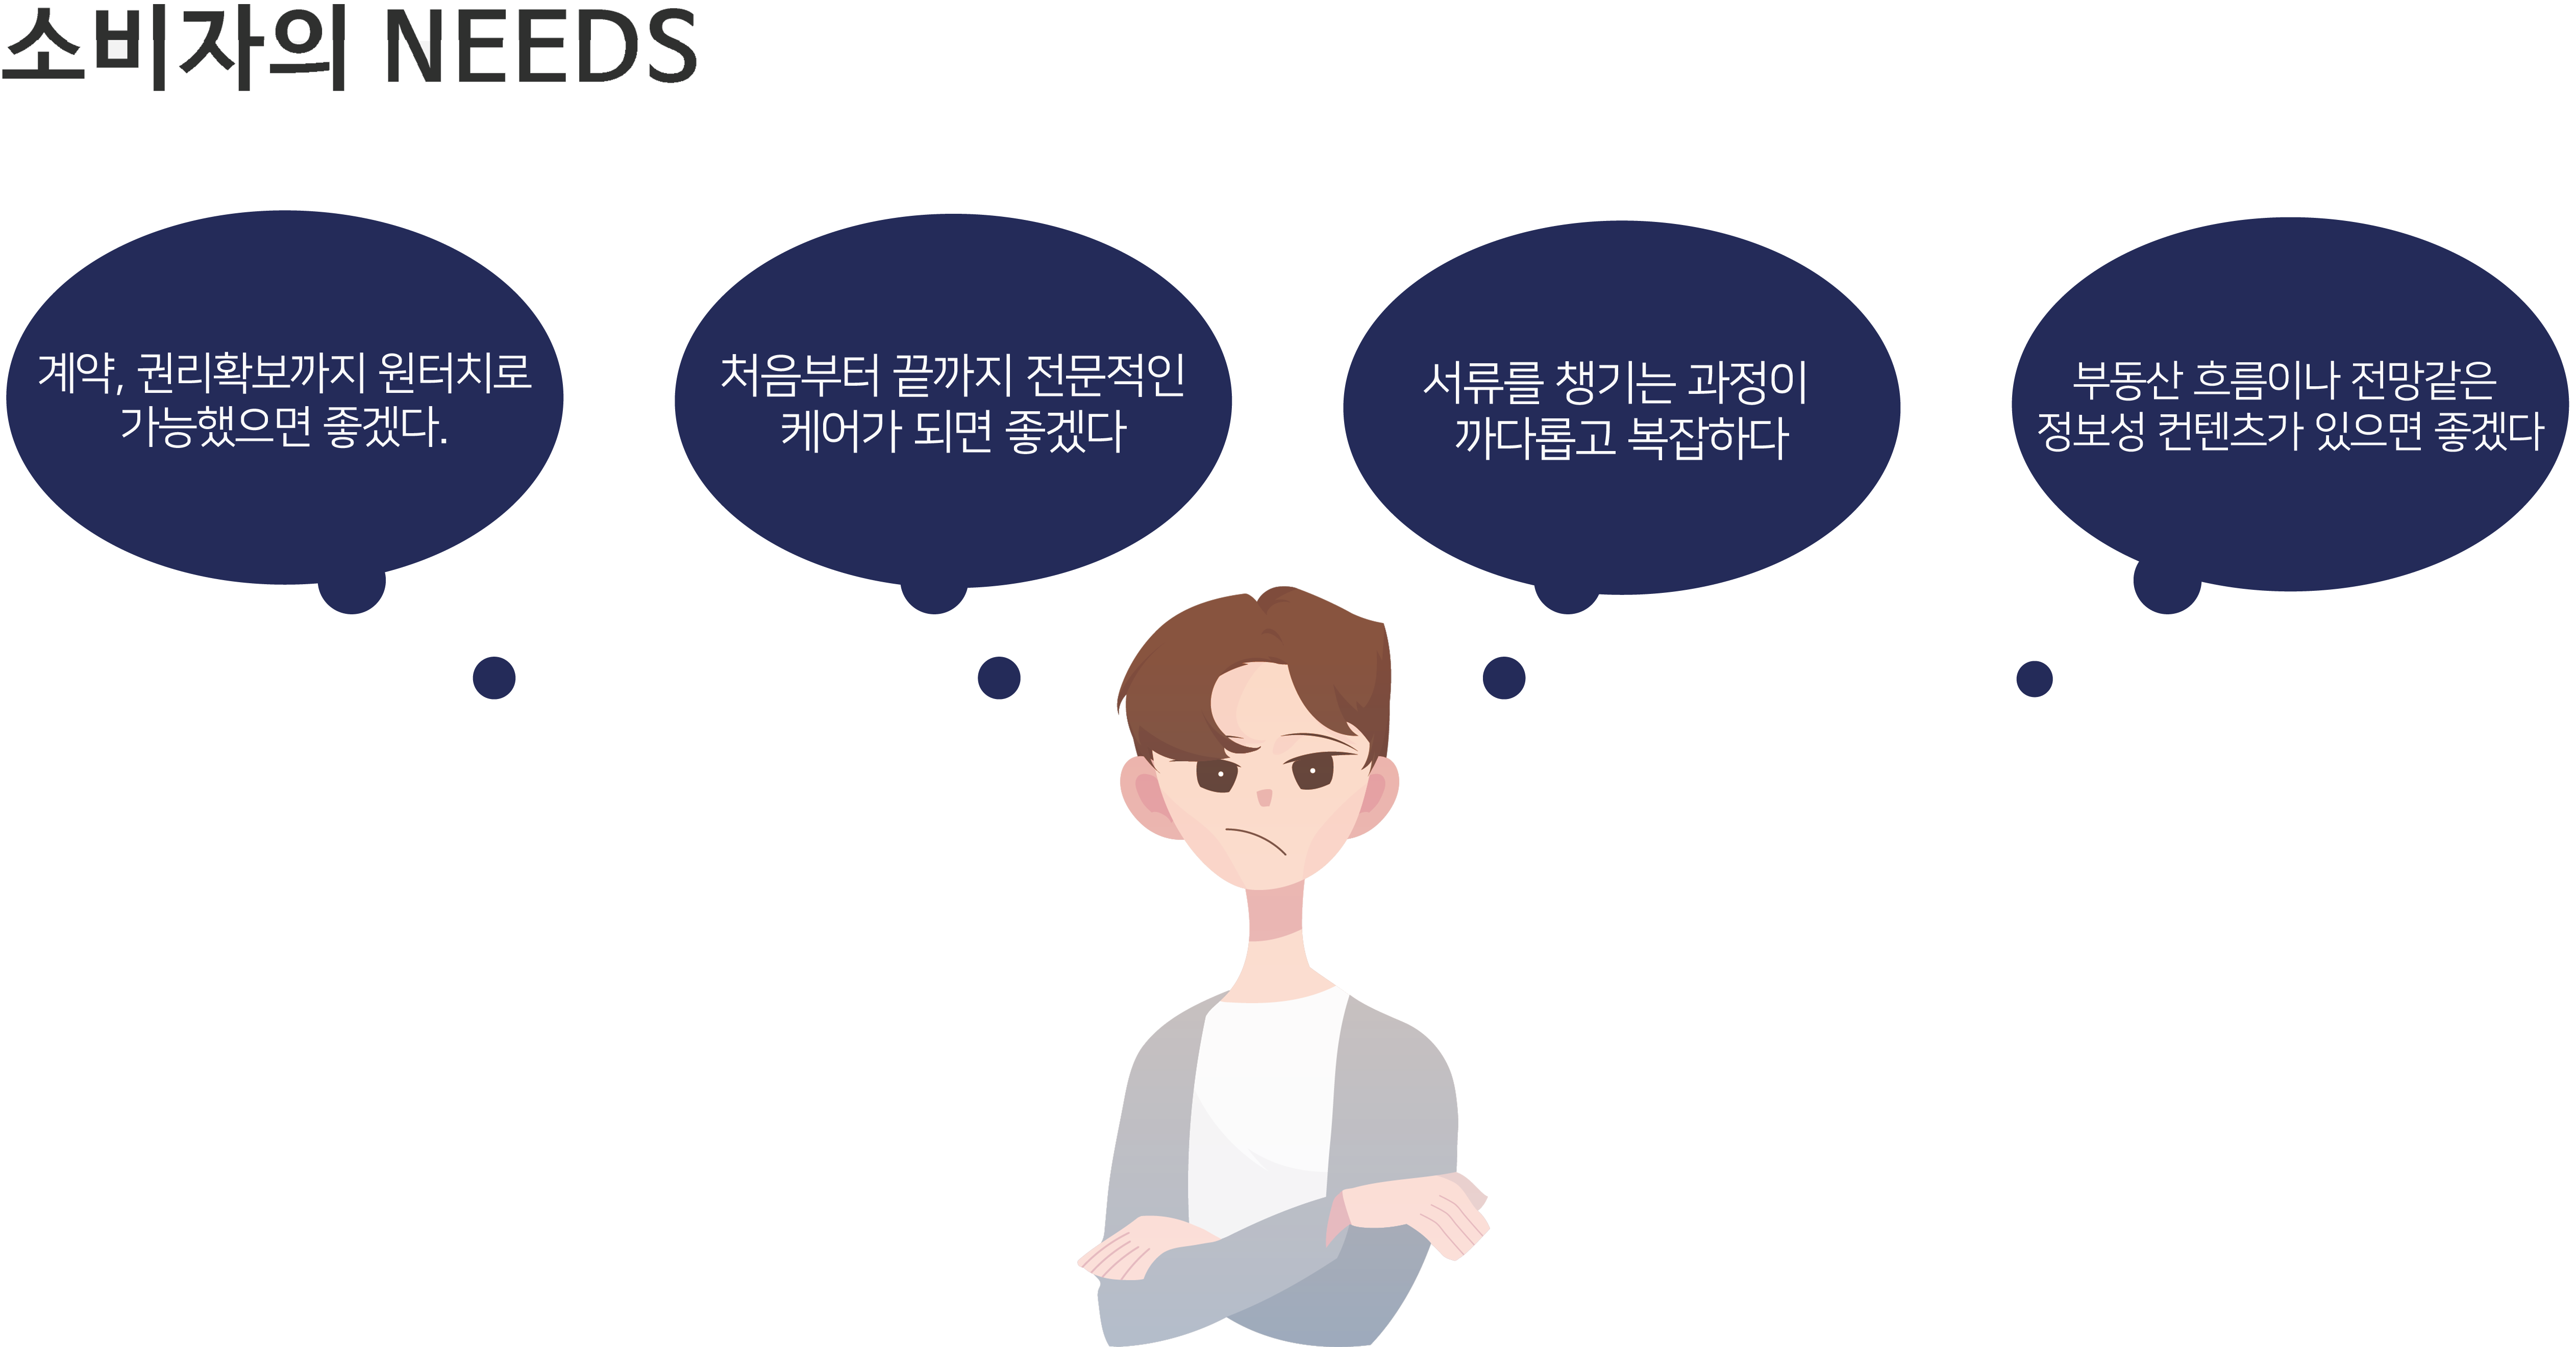 소비자의 NEEDS
계약, 권리확보까지 원터치로
가능했으면 좋겠다.
처음부터 끝까지 전문적인
케어가 되면 좋겠다
서류를 챙기는 과정이
까다롭고 복잡하다
부동산 흐름이나 전망같은
정보성 컨텐츠가 있으면 좋겠다